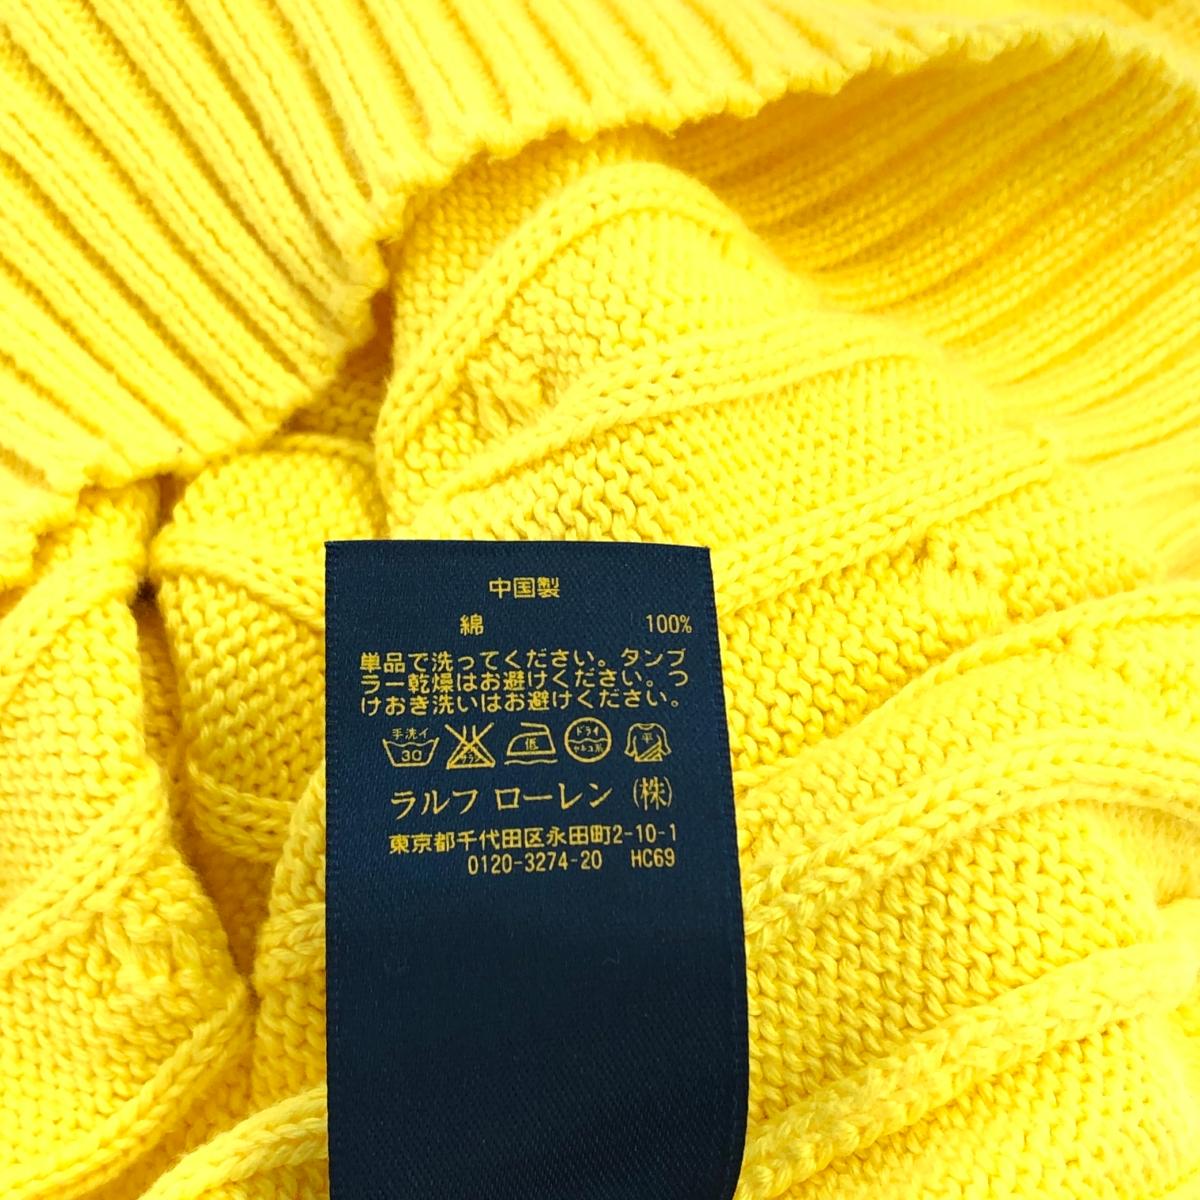 中国製
綿 100%
単品で洗ってください。タンブ
ラー乾燥はお避けください。つ
けおき洗いはお避けください。
手洗イ 30 低 ドライ 平
ラルフ ローレン (株)
東京都千代田区永田町2-10-1
0120-3274-20 HC69